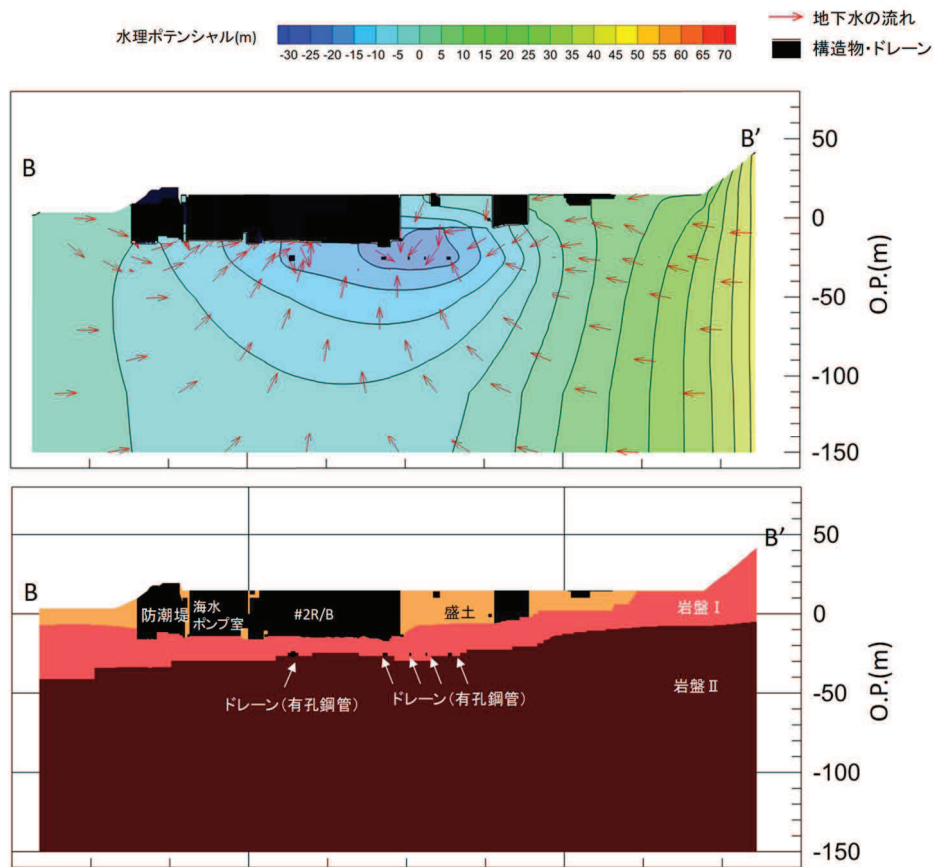 水理ポテンシャル(m)
-30 -25 -20 -15 -10 -5 0 5 10 15 20 25 30 35 40 45 50 55 60 65 70
地下水の流れ
構造物・ドレーン
B
B’
50
0
-50
-100
-150
O.P.(m)
B
B’
50
0
-50
-100
-150
O.P.(m)
防潮堤
海水
ポンプ室
#2R/B
盛土
岩盤Ⅰ
岩盤Ⅱ
ドレーン(有孔鋼管)
ドレーン(有孔鋼管)